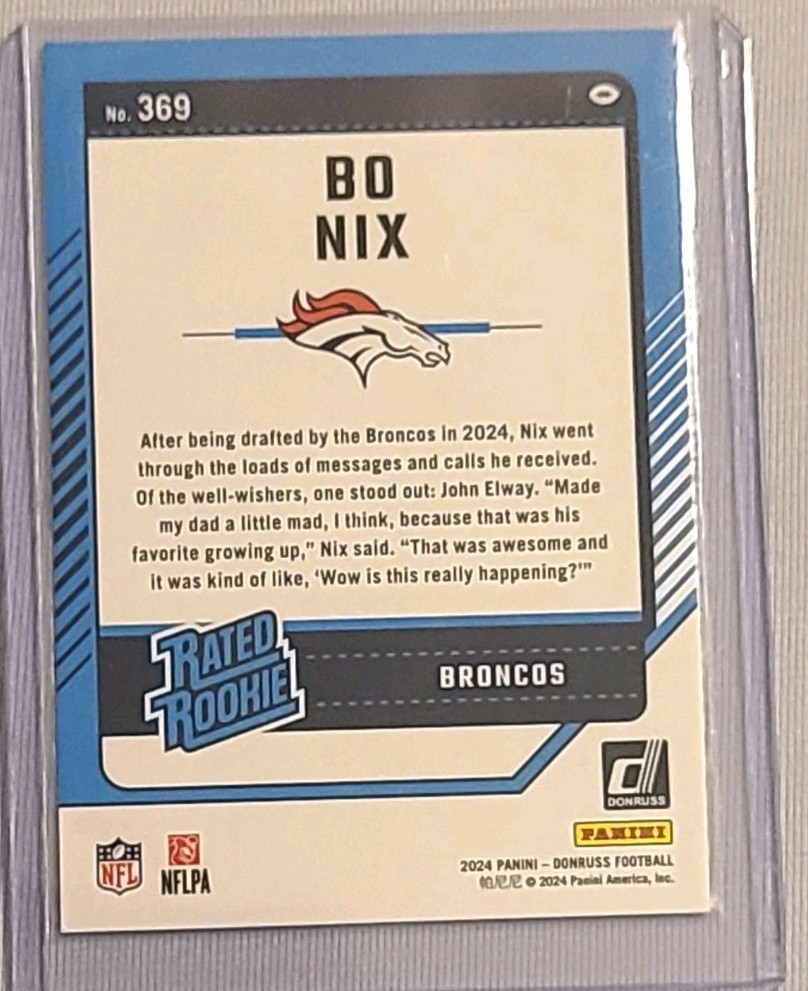 No. 369
BO
NIX
After being drafted by the Broncos in 2024, Nix went
through the loads of messages and calls he received.
Of the well-wishers, one stood out: John Elway. “Made
my dad a little mad, I think, because that was his
favorite growing up,” Nix said. “That was awesome and
it was kind of like, ‘Wow is this really happening?’”
RATED
ROOKIE
BRONCOS
DONRUSS
PANINI
NFL
NFLPA
2024 PANINI – DONRUSS FOOTBALL
帕尼尼 © 2024 Panini America, Inc.